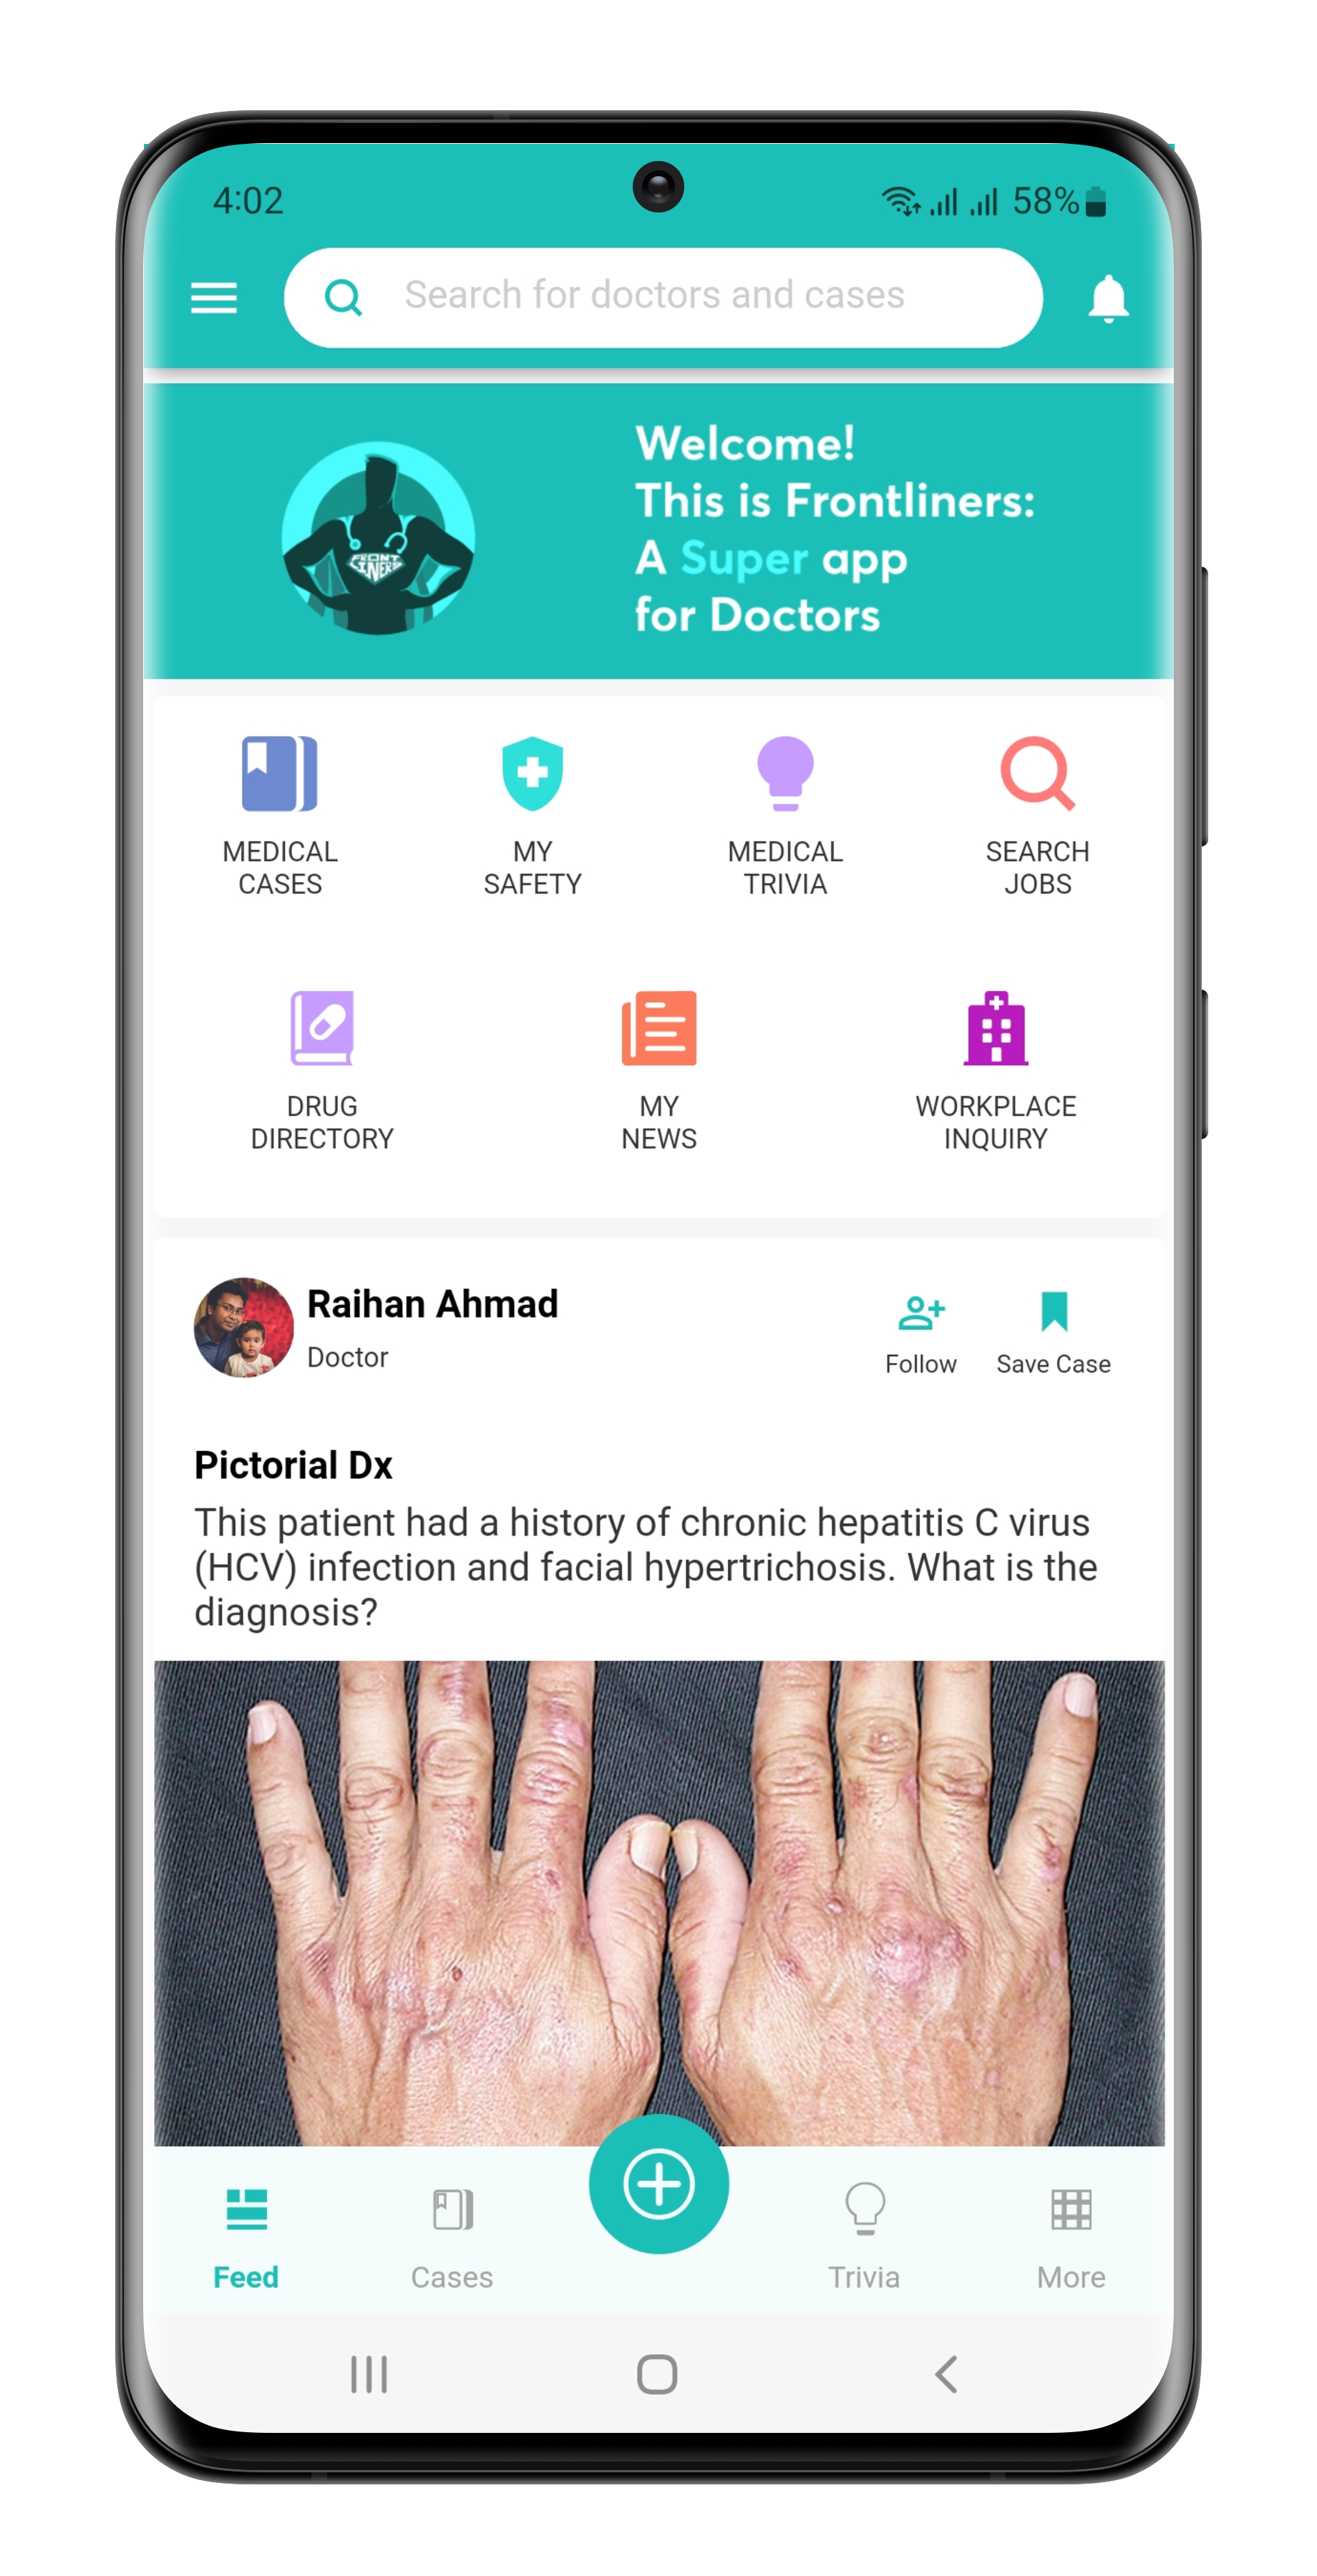 4:02
58%
Search for doctors and cases
Welcome!
This is Frontliners:
A Super app
for Doctors
FRONT
LINERS
MEDICAL
CASES
MY
SAFETY
MEDICAL
TRIVIA
SEARCH
JOBS
DRUG
DIRECTORY
MY
NEWS
WORKPLACE
INQUIRY
Raihan Ahmad
Doctor
Follow
Save Case
Pictorial Dx
This patient had a history of chronic hepatitis C virus
(HCV) infection and facial hypertrichosis. What is the
diagnosis?
Feed
Cases
Trivia
More